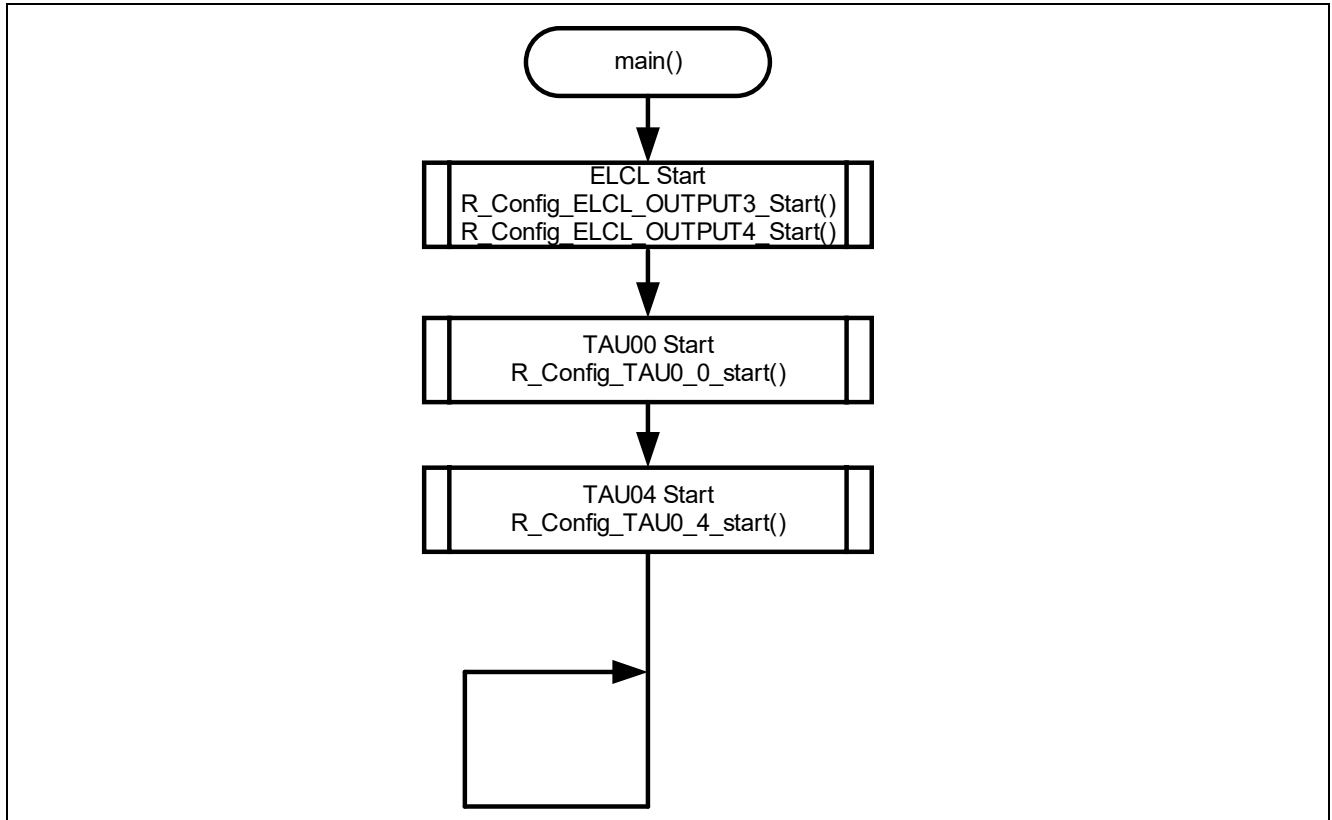 main()
ELCL Start
R_Config_ELCL_OUTPUT3_Start()
R_Config_ELCL_OUTPUT4_Start()
TAU00 Start
R_Config_TAU0_0_start()
TAU04 Start
R_Config_TAU0_4_start()